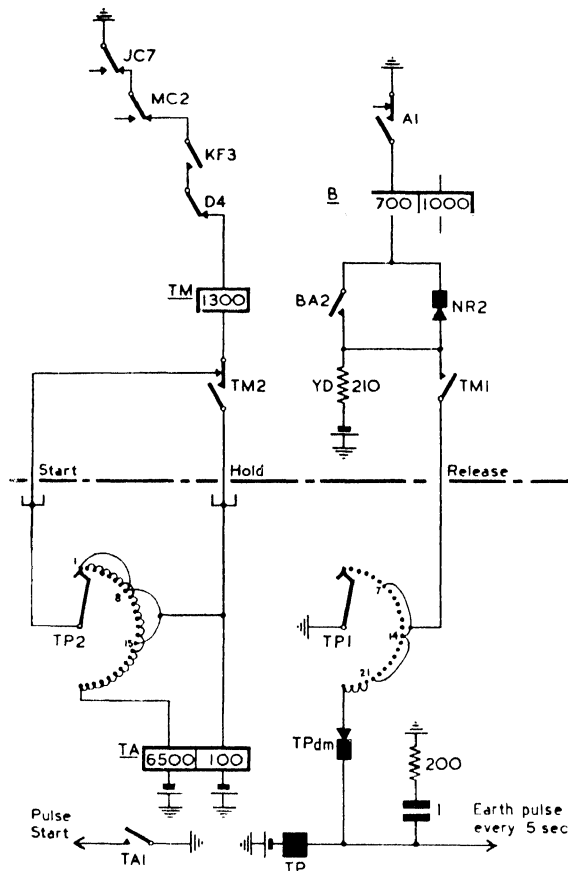 JC7
MC2
A1
KF3
D4
B
700 1000
TM
1300
BA2
NR2
TM2
YD 210
TM1
Start
Hold
Release
1
8
15
TP2
7
14
21
TP1
TPdm
TA
6500 100
200
1
Pulse
Start
TA1
TP
Earth pulse
every 5 sec